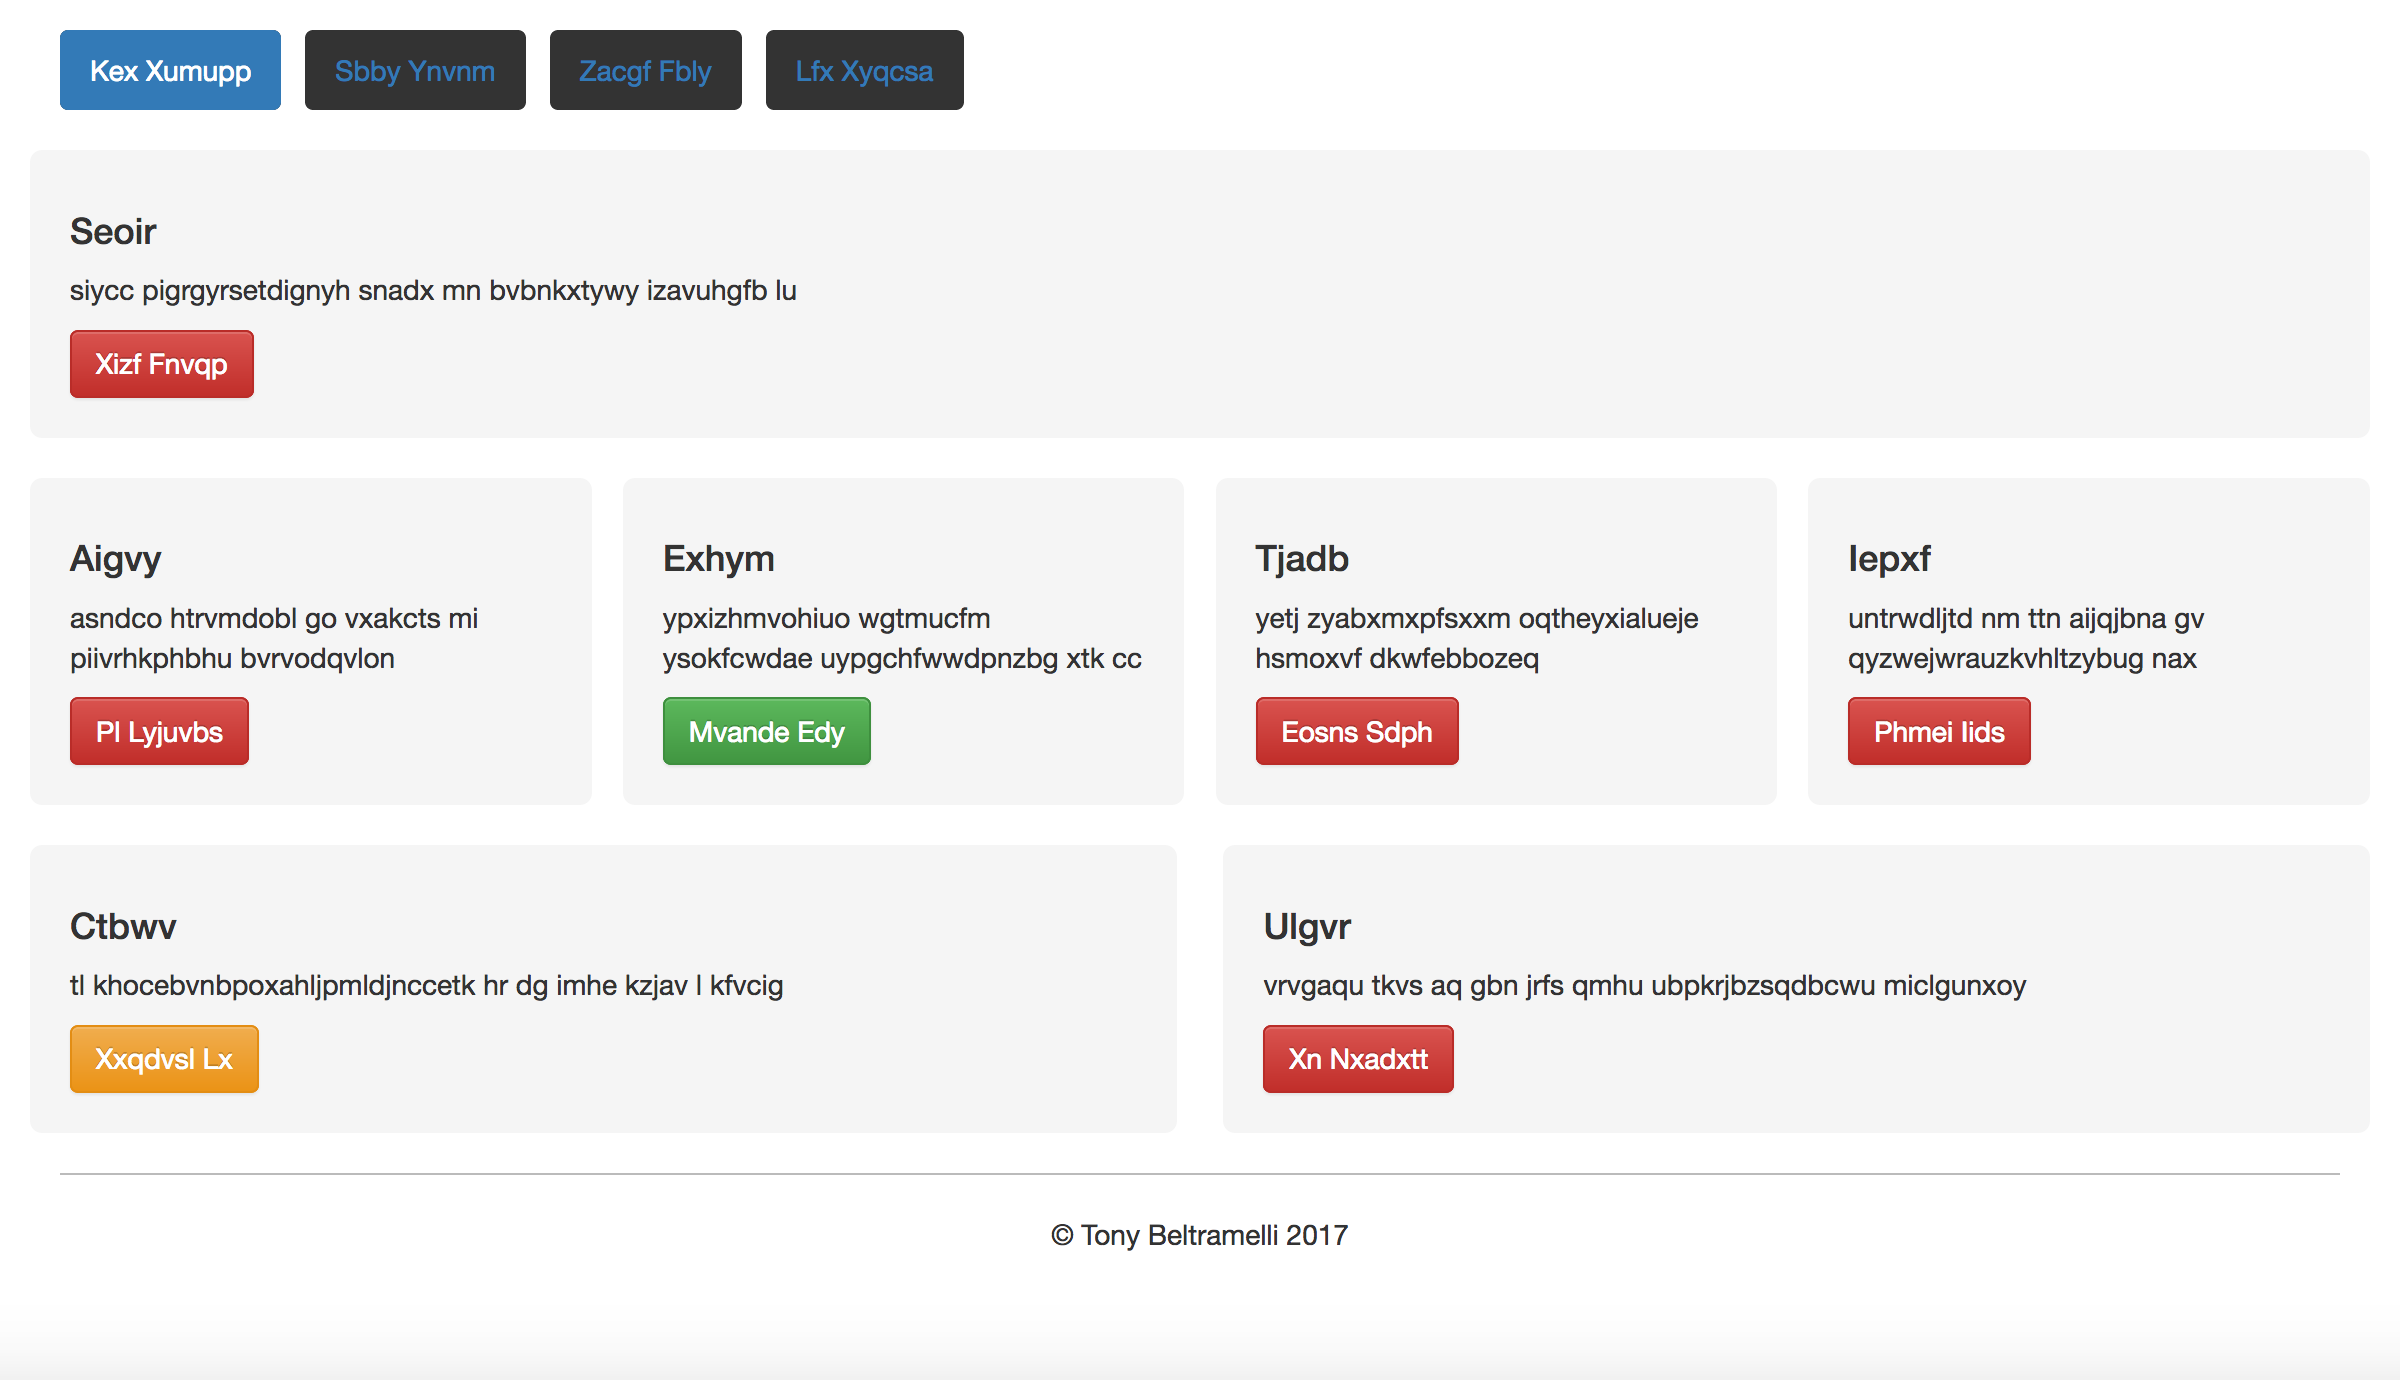 Kex Xumupp
Sbby Ynvnm
Zacgf Fbly
Lfx Xyqcsa
Seoir
siycc pigrgyrsetdignyh snadx mn bvbnkxtywy izavuhgfb lu
Xizf Fnvqp
Aigvy
asndco htrvmdobl go vxakcts mi
piivrhkphbhu bvrvodqvlon
Pl Lyjuvbs
Exhym
ypxizhmvohiuo wgtmucfm
ysokfcwdae uypgchfwwdpnzbg xtk cc
Mvande Edy
Tjadb
yetj zyabxmxpfsxxm oqtheyxialueje
hsmoxvf dkwfebbozeq
Eosns Sdph
Iepxf
untrwdljtd nm ttn aijqjbna gv
qyzwejwrauzkvhltzybug nax
Phmei Iids
Ctbwv
tl khocebvnbpoxahljpmldjnccetk hr dg imhe kzjav l kfvcig
Xxqdvsl Lx
Ulgvr
vrvgaqu tkvs aq gbn jrfs qmhu ubpkrjbzsqdbcwu miclgunxoy
Xn Nxadxtt
© Tony Beltramelli 2017